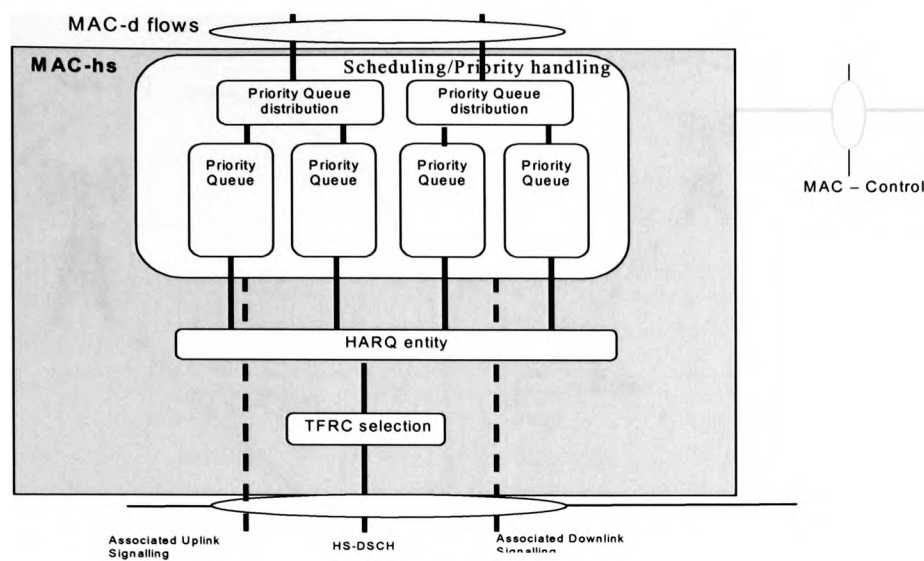 MAC-d flows
MAC-hs
Scheduling/Priority handling
Priority Queue
distribution
Priority Queue
distribution
Priority
Queue
Priority
Queue
Priority
Queue
Priority
Queue
MAC – Control
HARQ entity
TFRC selection
Associated Uplink
Signalling
HS-DSCH
Associated Downlink
Signalling